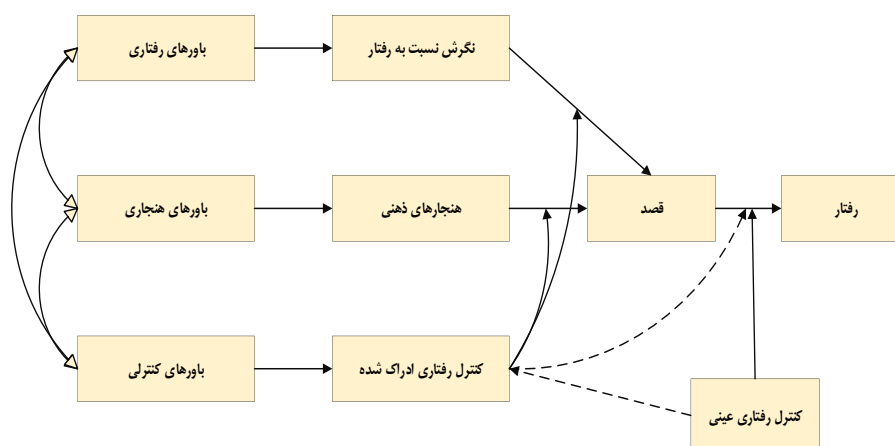 باورهای رفتاری
نگرش نسبت به رفتار
باورهای هنجاری
هنجارهای ذهنی
قصد
رفتار
باورهای کنترلی
کنترل رفتاری ادراک شده
کنترل رفتاری عینی